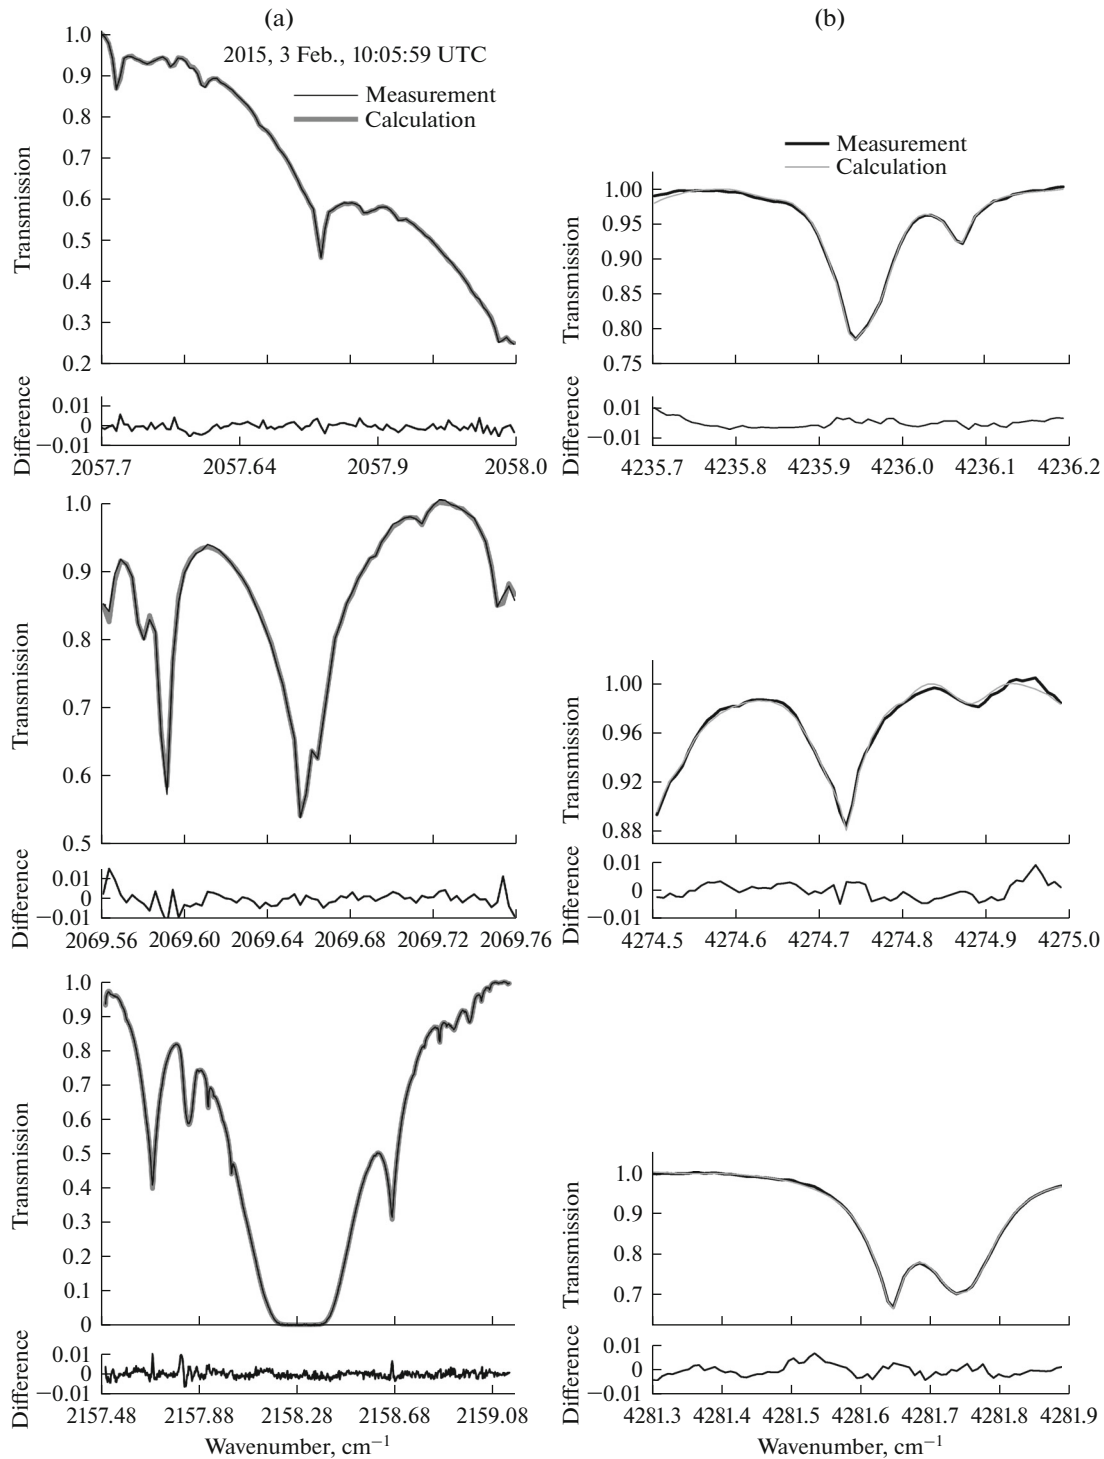 (a)
2015, 3 Feb., 10:05:59 UTC
Measurement
Calculation
Transmission
1.0
0.9
0.8
0.7
0.6
0.5
0.4
0.3
0.2
Difference
0.01
0
−0.01
2057.7 2057.64 2057.9 2058.0
Transmission
1.0
0.9
0.8
0.7
0.6
0.5
Difference
0.01
0
−0.01
2069.56 2069.60 2069.64 2069.68 2069.72 2069.76
Transmission
1.0
0.9
0.8
0.7
0.6
0.5
0.4
0.3
0.2
0.1
0
Difference
0.01
0
−0.01
2157.48 2157.88 2158.28 2158.68 2159.08
Wavenumber, cm−1
(b)
Measurement
Calculation
Transmission
1.00
0.95
0.90
0.85
0.80
0.75
Difference
0.01
−0.01
4235.7 4235.8 4235.9 4236.0 4236.1 4236.2
Transmission
1.00
0.96
0.92
0.88
Difference
0.01
0
−0.01
4274.5 4274.6 4274.7 4274.8 4274.9 4275.0
Transmission
1.0
0.9
0.8
0.7
Difference
0.01
0
−0.01
4281.3 4281.4 4281.5 4281.6 4281.7 4281.8 4281.9
Wavenumber, cm−1